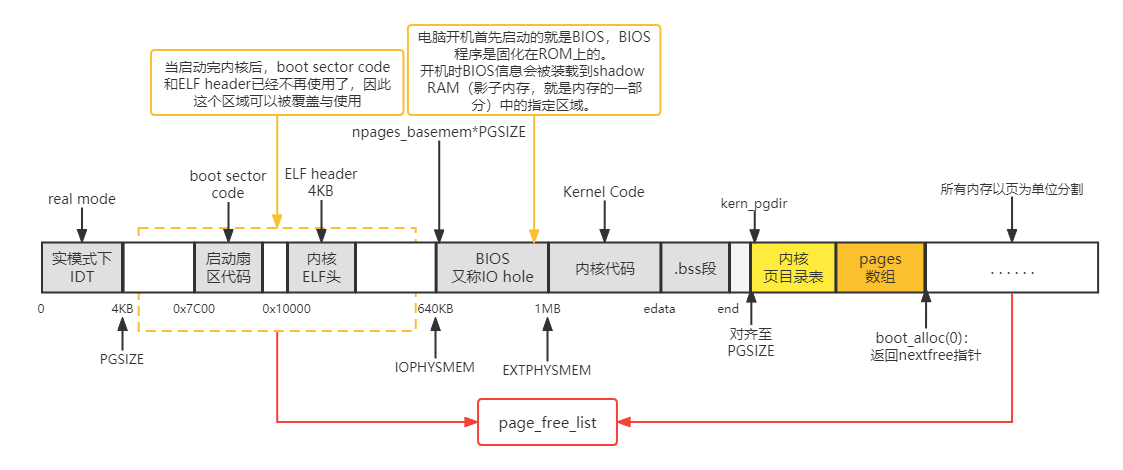 电脑开机首先启动的就是BIOS，BIOS
程序是固化在ROM上的。
开机时BIOS信息会被装载到shadow
RAM（影子内存，就是内存的一部
分）中的指定区域。
当启动完内核后，boot sector code
和ELF header已经不再使用了，因此
这个区域可以被覆盖与使用
npages_basemem*PGSIZE
real mode
boot sector
code
ELF header
4KB
Kernel Code
kern_pgdir
所有内存以页为单位分割
实模式下
IDT
启动扇
区代码
内核
ELF头
BIOS
又称IO hole
内核代码
.bss段
内核
页目录表
pages
数组
......
0
4KB
0x7C00
0x10000
640KB
1MB
edata
end
PGSIZE
IOPHYSMEM
EXTPHYSMEM
对齐至
PGSIZE
boot_alloc(0)：
返回nextfree指针
page_free_list